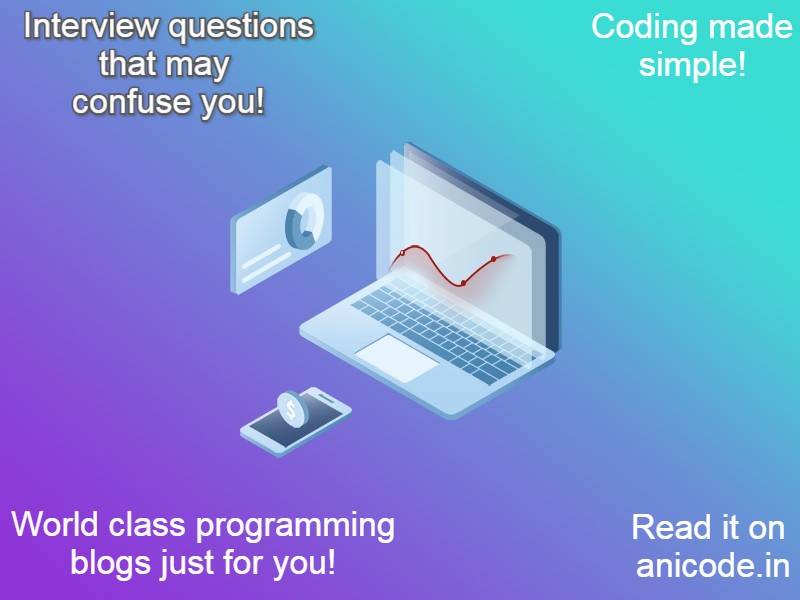 Interview questions
that may
confuse you!
Coding made
simple!
$
World class programming
blogs just for you!
Read it on
anicode.in